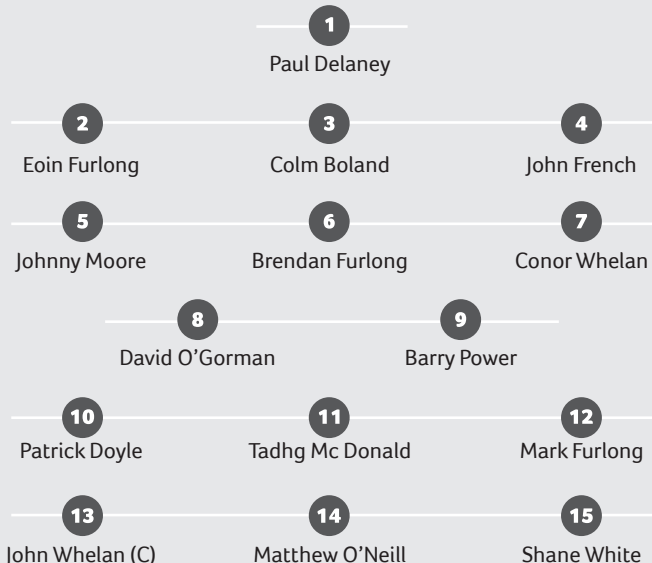 1
Paul Delaney
2 3 4
Eoin Furlong Colm Boland John French
5 6 7
Johnny Moore Brendan Furlong Conor Whelan
8 9
David O’Gorman Barry Power
10 11 12
Patrick Doyle Tadhg Mc Donald Mark Furlong
13 14 15
John Whelan (C) Matthew O’Neill Shane White